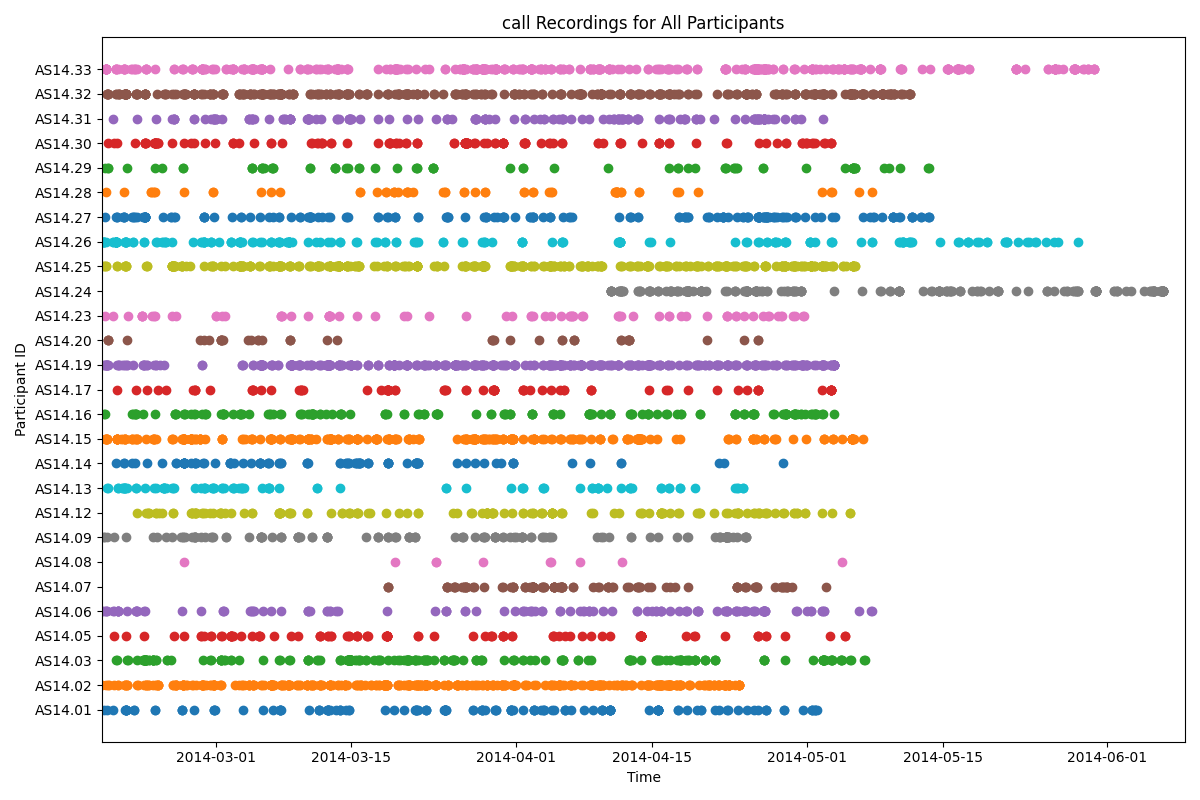 call Recordings for All Participants
AS14.33
AS14.32
AS14.31
AS14.30
AS14.29
AS14.28
AS14.27
AS14.26
AS14.25
AS14.24
AS14.23
AS14.20
AS14.19
AS14.17
AS14.16
AS14.15
AS14.14
AS14.13
AS14.12
AS14.09
AS14.08
AS14.07
AS14.06
AS14.05
AS14.03
AS14.02
AS14.01
Participant ID
2014-03-01 2014-03-15 2014-04-01 2014-04-15 2014-05-01 2014-05-15 2014-06-01
Time